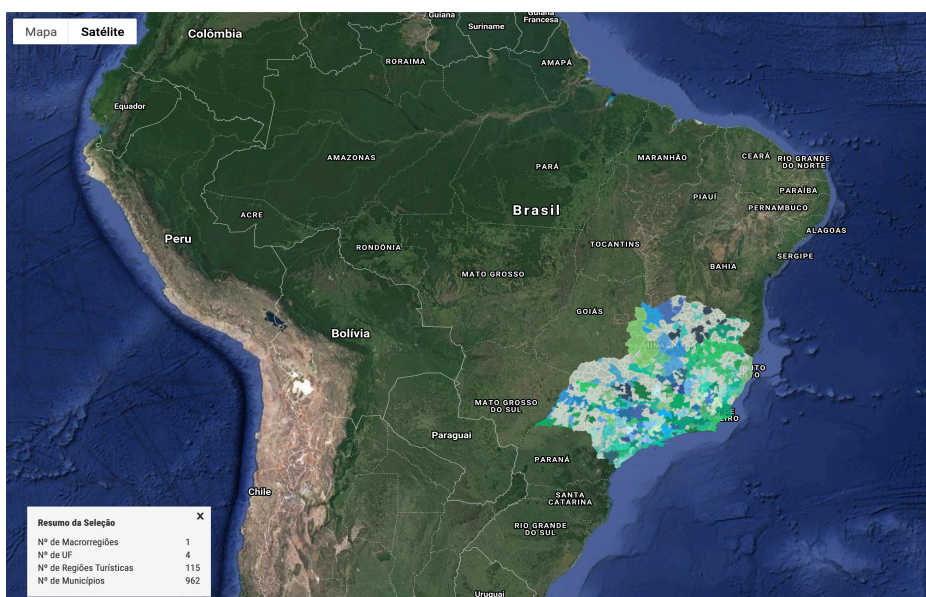 Mapa
Satélite
Colômbia
Guiana
Suriname
Guiana
Francesa
RORAIMA
AMAPÁ
Equador
AMAZONAS
PARÁ
MARANHÃO
CEARÁ
RIO GRANDE
DO NORTE
PARAÍBA
PIAUÍ
PERNAMBUCO
ACRE
Brasil
ALAGOAS
Peru
RONDÔNIA
TOCANTINS
SERGIPE
BAHIA
MATO GROSSO
GOIÁS
Bolívia
MINA
MATO GROSSO
DO SUL
Paraguai
PARANÁ
Chile
SANTA
CATARINA
RIO GRANDE
DO SUL
Uruguai
Resumo da Seleção
X
Nº de Macrorregiões 1
Nº de UF 4
Nº de Regiões Turísticas 115
Nº de Municípios 962